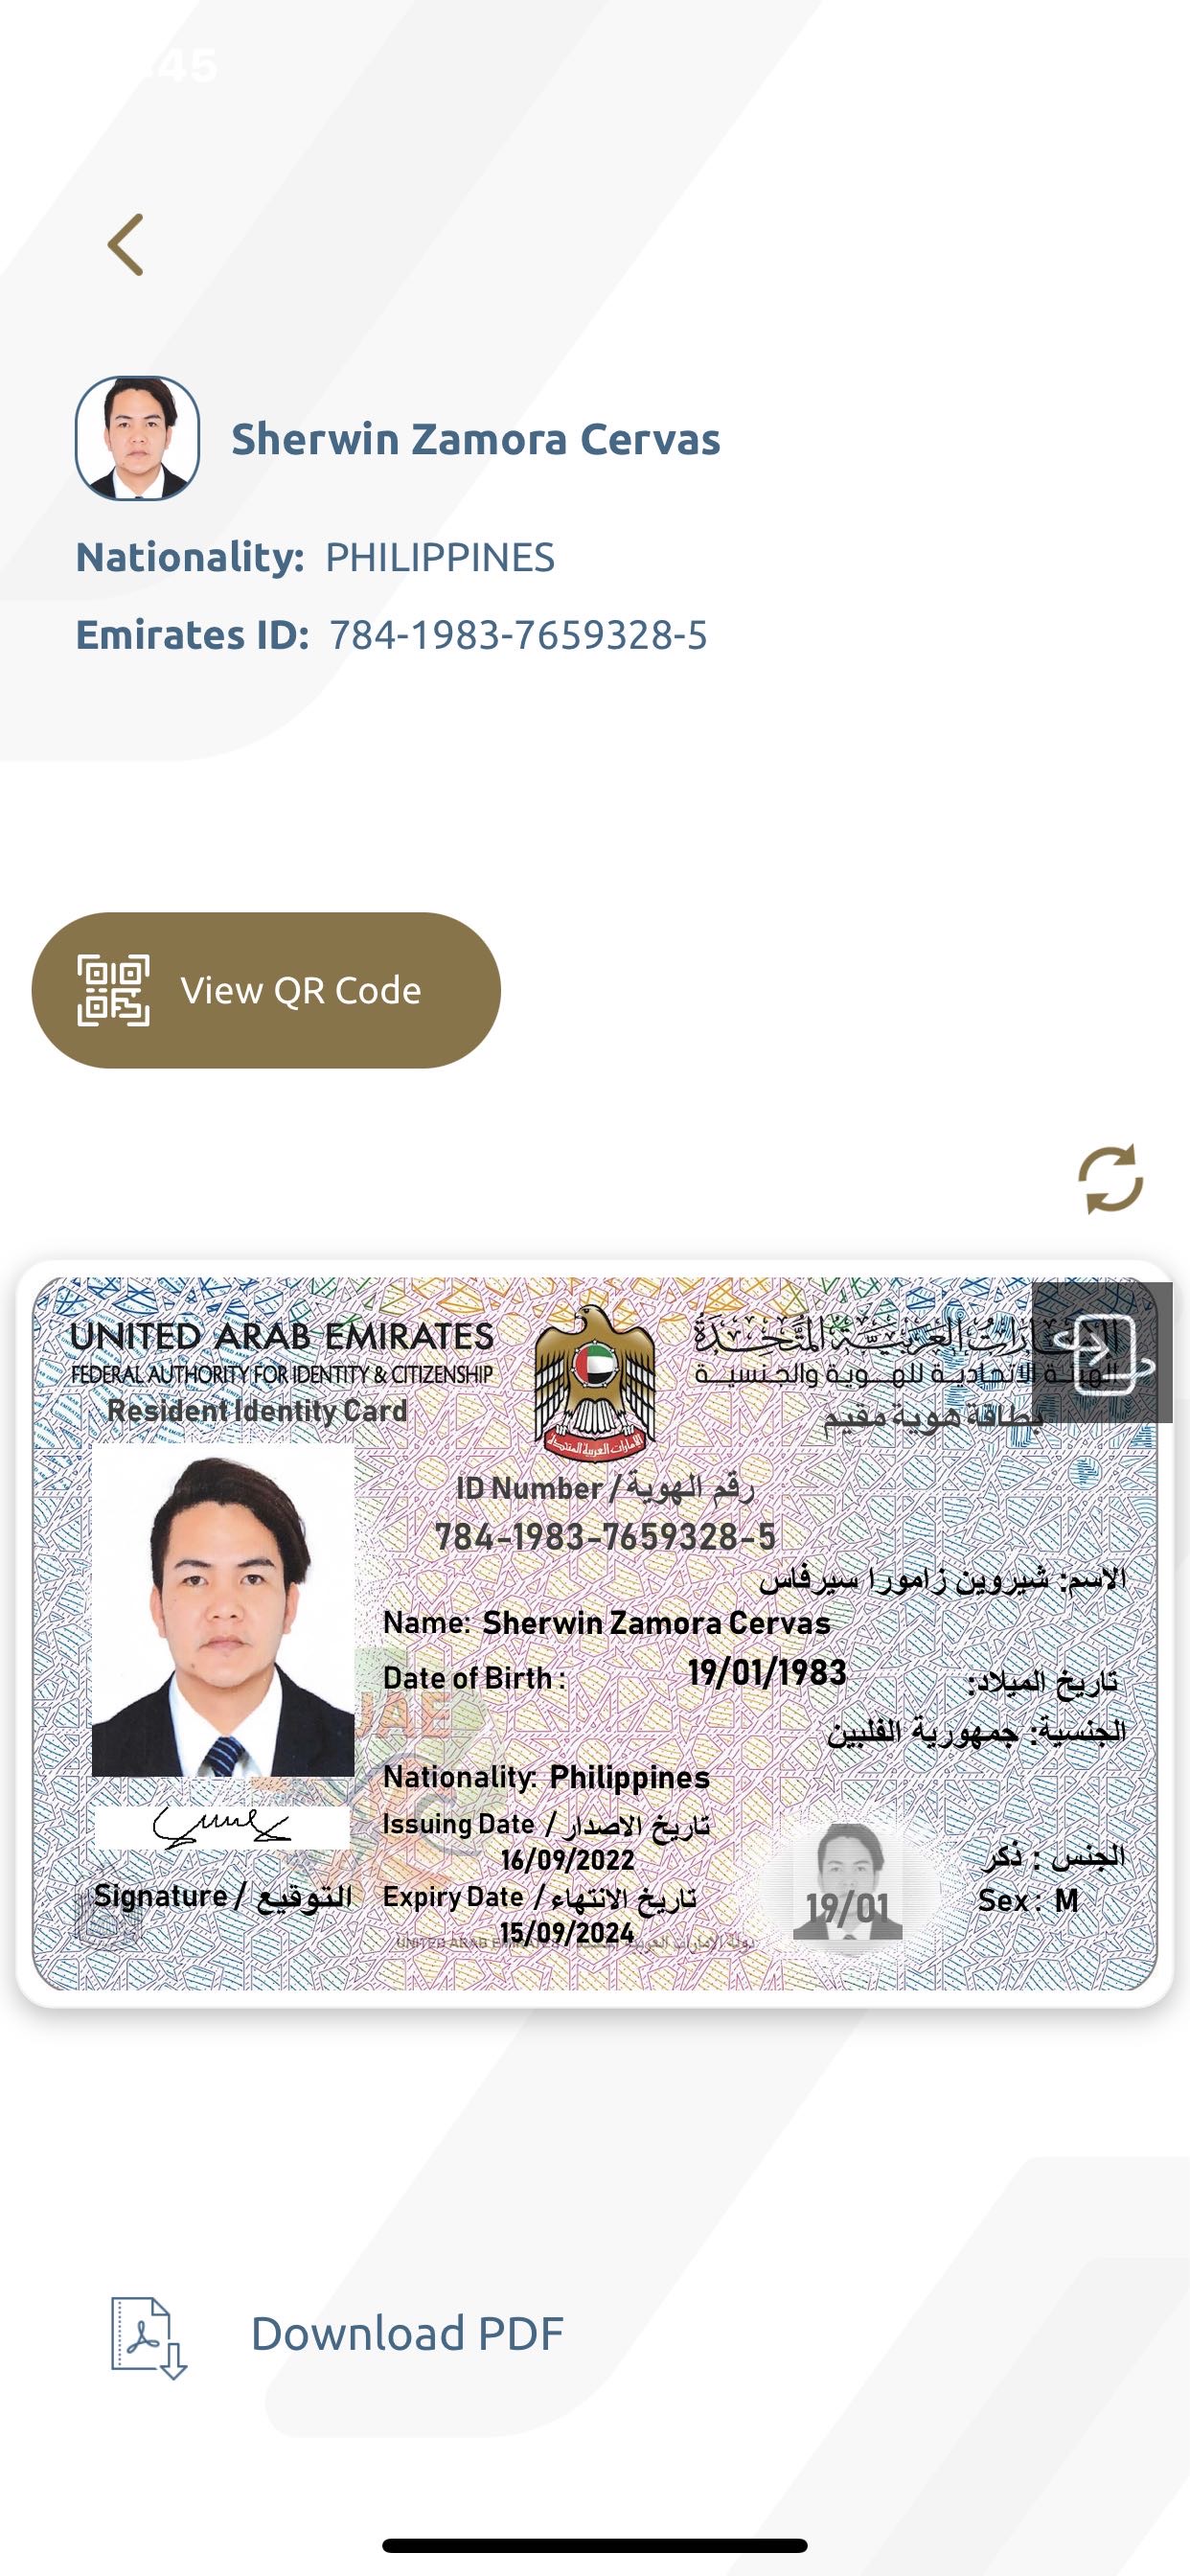 45
Sherwin Zamora Cervas
Nationality: PHILIPPINES
Emirates ID: 784-1983-7659328-5
View QR Code
UNITED ARAB EMIRATES
الإمارات العربية المتحدة
FEDERAL AUTHORITY FOR IDENTITY & CITIZENSHIP
الهيئة الاتحادية للهوية والجنسية
Resident Identity Card
بطاقة هوية مقيم
ID Number / رقم الهوية
784-1983-7659328-5
الاسم: شيروين زامورا سيرفاس
Name: Sherwin Zamora Cervas
Date of Birth : 19/01/1983 تاريخ الميلاد:
الجنسية: جمهورية الفلبين
Nationality: Philippines
Issuing Date / تاريخ الاصدار
16/09/2022
الجنس : ذكر
Signature / التوقيع
Expiry Date / تاريخ الانتهاء
19/01
Sex: M
15/09/2024
UAE
Download PDF